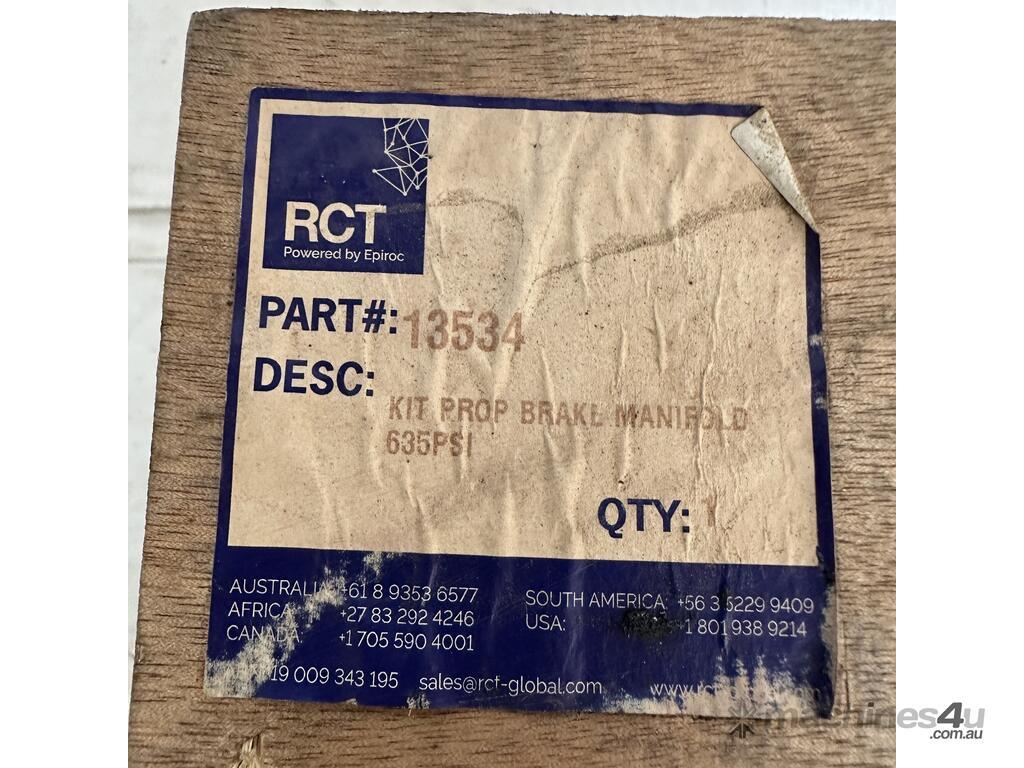 RCT
Powered by Epiroc
PART#: 13534
DESC:
KIT PROP BRAKE MANIFOLD
635PSI
QTY: 1
AUSTRALIA: +61 8 9353 6577
AFRICA: +27 83 292 4246
CANADA: +1 705 590 4001
SOUTH AMERICA: +56 3 5229 9409
USA: +1 801 938 9214
19 009 343 195 sales@rct-global.com
machines4u
.com.au